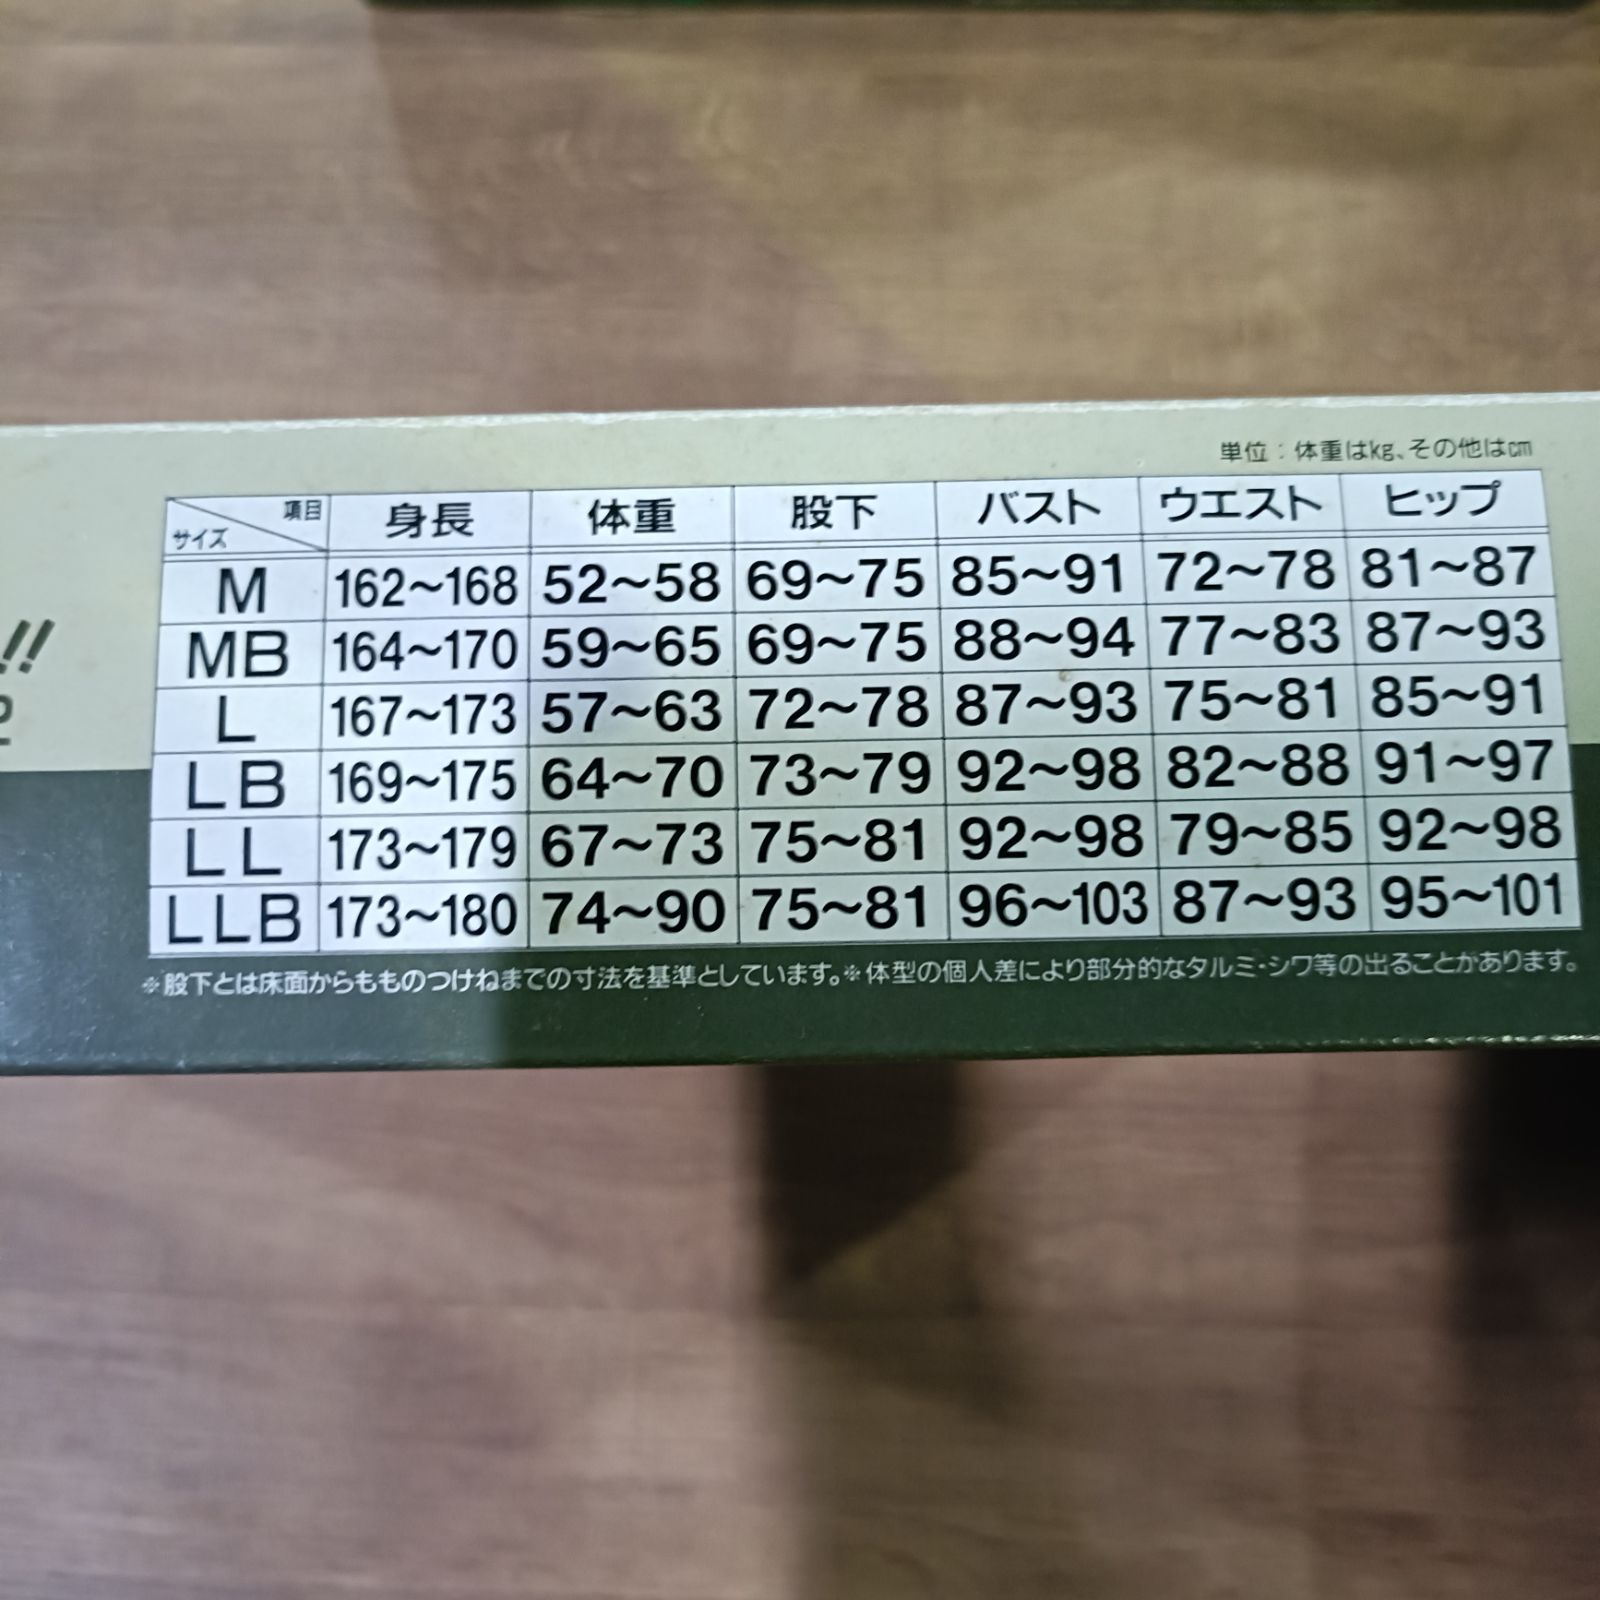 単位：体重はkg、その他はcm
項目 サイズ 身長 体重 股下 バスト ウエスト ヒップ
M 162〜168 52〜58 69〜75 85〜91 72〜78 81〜87
MB 164〜170 59〜65 69〜75 88〜94 77〜83 87〜93
L 167〜173 57〜63 72〜78 87〜93 75〜81 85〜91
LB 169〜175 64〜70 73〜79 92〜98 82〜88 91〜97
LL 173〜179 67〜73 75〜81 92〜98 79〜85 92〜98
LLB 173〜180 74〜90 75〜81 96〜103 87〜93 95〜101
※股下とは床面からもものつけねまでの寸法を基準としています。※体型の個人差により部分的なタルミ・シワ等の出ることがあります。
!!